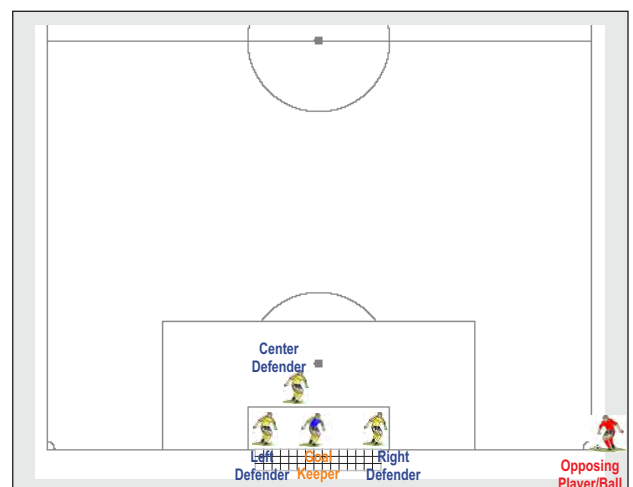 Center
Defender
Left
Defender
Goal
Keeper
Right
Defender
Opposing
Player/Ball